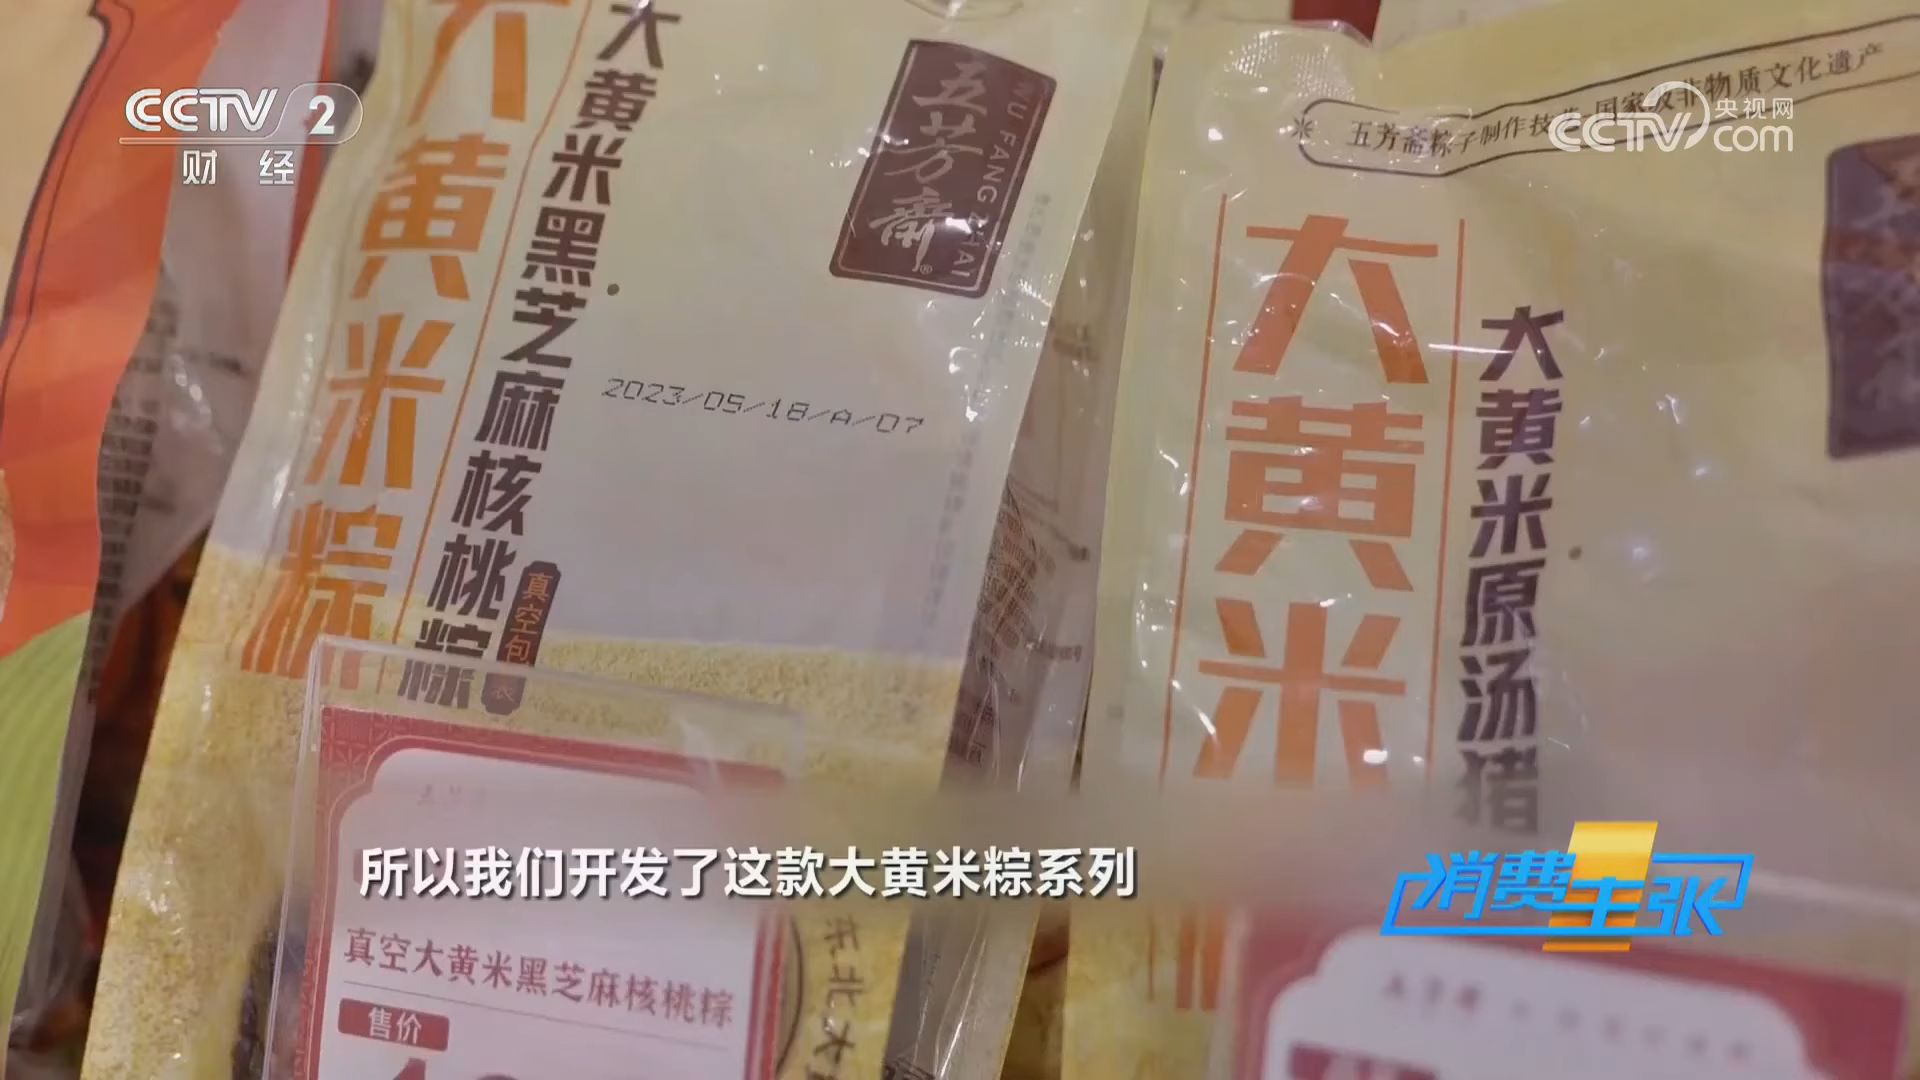 CCTV 2
财经
央视网
CCTV.com
大黄米粽
大黄米黑芝麻核桃粽
真空包装
五芳斋®
WU FANG ZHAI
2023/05/18/A/07
五芳斋粽子制作技艺 国家级非物质文化遗产
大黄米
大黄米原汤猪
所以我们开发了这款大黄米粽系列
消费主张
真空大黄米黑芝麻核桃粽
售价
东北大